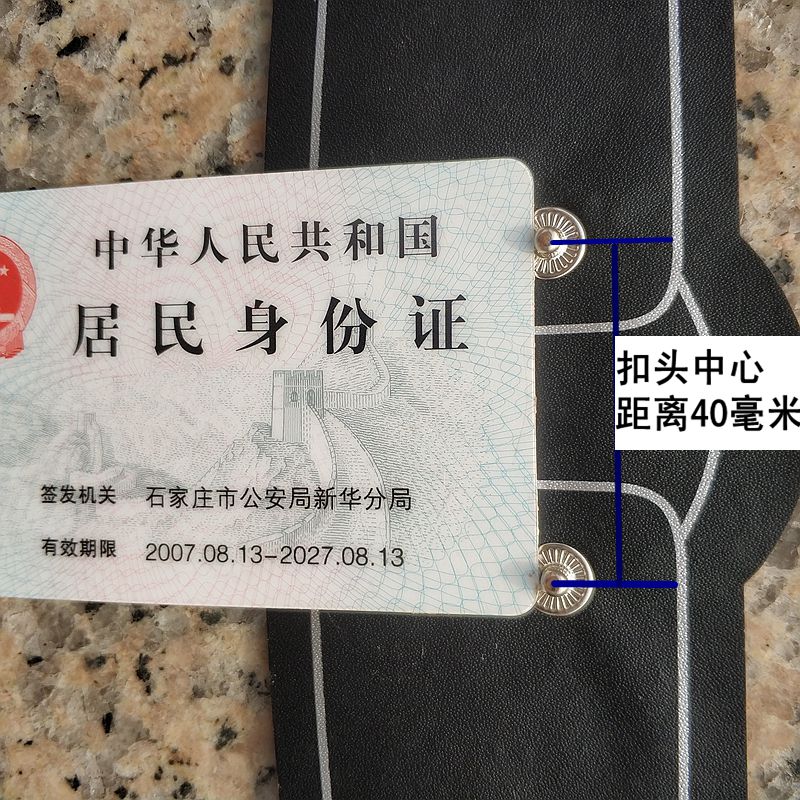 中华人民共和国
居民身份证
扣头中心
距离40毫米
签发机关 石家庄市公安局新华分局
有效期限 2007.08.13-2027.08.13